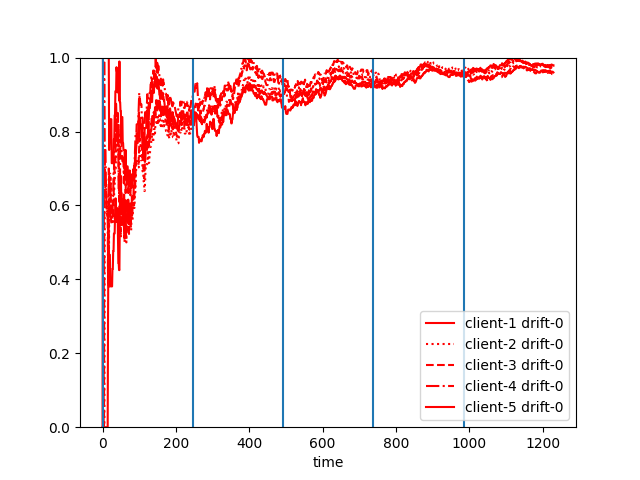 1.0
0.8
0.6
0.4
0.2
0.0
client-1 drift-0
client-2 drift-0
client-3 drift-0
client-4 drift-0
client-5 drift-0
0 200 400 600 800 1000 1200
time